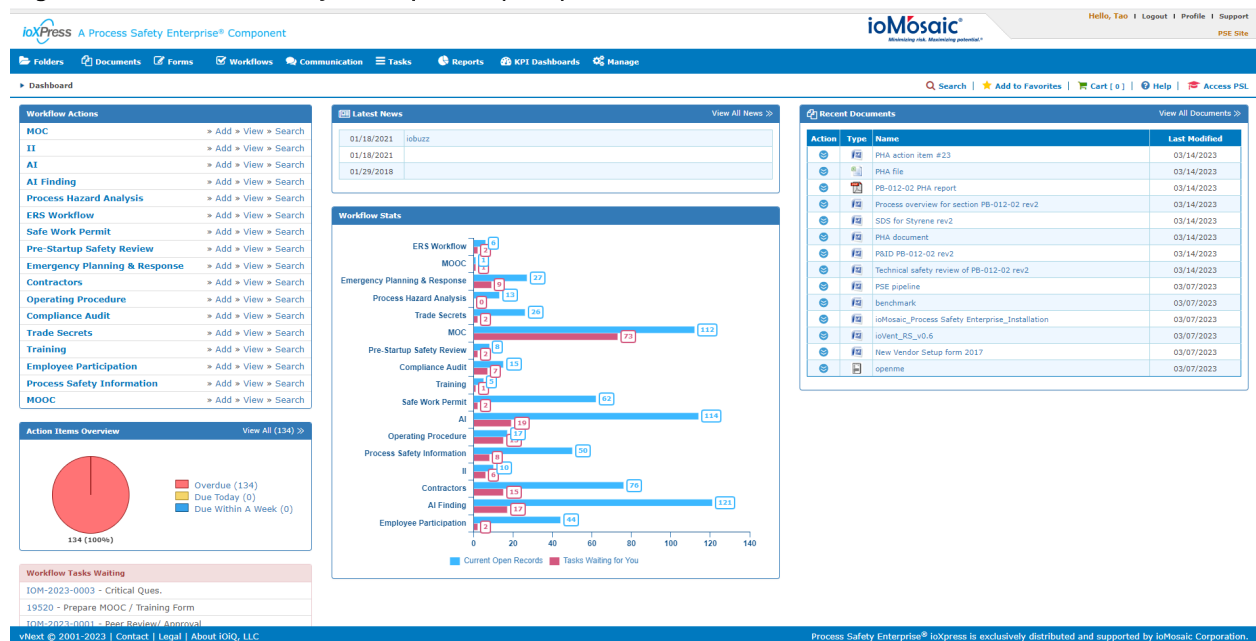 Hello, Tao | Logout | Profile | Support
PSE Site
ioXPress A Process Safety Enterprise® Component
ioMosaic®
Minimizing risk. Maximizing potential.®
Folders Documents Forms Workflows Communication Tasks Reports KPI Dashboards Manage
Dashboard
Search | Add to Favorites | Cart [ 0 ] | Help | Access PSL
Workflow Actions
MOC » Add » View » Search
II » Add » View » Search
AI » Add » View » Search
AI Finding » Add » View » Search
Process Hazard Analysis » Add » View » Search
ERS Workflow » Add » View » Search
Safe Work Permit » Add » View » Search
Pre-Startup Safety Review » Add » View » Search
Emergency Planning & Response » Add » View » Search
Contractors » Add » View » Search
Operating Procedure » Add » View » Search
Compliance Audit » Add » View » Search
Trade Secrets » Add » View » Search
Training » Add » View » Search
Employee Participation » Add » View » Search
Process Safety Information » Add » View » Search
MOOC » Add » View » Search
Action Items Overview View All (134) »
Overdue (134)
Due Today (0)
Due Within A Week (0)
134 (100%)
Workflow Tasks Waiting
IOM-2023-0003 - Critical Ques.
19520 - Prepare MOOC / Training Form
IOM-2023-0001 - Peer Review/ Approval
Latest News View All News »
01/18/2021 iobuzz
01/18/2021
01/29/2018
Workflow Stats
ERS Workflow 6 2
MOOC 1 1
Emergency Planning & Response 27 9
Process Hazard Analysis 13 0
Trade Secrets 26 2
MOC 112 73
Pre-Startup Safety Review 8 2
Compliance Audit 15 7
Training 5 1
Safe Work Permit 62 2
AI 114 19
Operating Procedure 17
Process Safety Information 50 8
II 10 6
Contractors 76 15
AI Finding 121 17
Employee Participation 44 2
0 20 40 60 80 100 120 140
Current Open Records Tasks Waiting for You
Recent Documents View All Documents »
Action Type Name Last Modified
PHA action item #23 03/14/2023
PHA file 03/14/2023
PB-012-02 PHA report 03/14/2023
Process overview for section PB-012-02 rev2 03/14/2023
SDS for Styrene rev2 03/14/2023
PHA document 03/14/2023
P&ID PB-012-02 rev2 03/14/2023
Technical safety review of PB-012-02 rev2 03/14/2023
PSE pipeline 03/07/2023
benchmark 03/07/2023
ioMosaic_Process Safety Enterprise_Installation 03/07/2023
ioVent_RS_v0.6 03/07/2023
New Vendor Setup form 2017 03/07/2023
openme 03/07/2023
vNext © 2001-2023 | Contact | Legal | About iOiQ, LLC
Process Safety Enterprise® ioXpress is exclusively distributed and supported by ioMosaic Corporation.